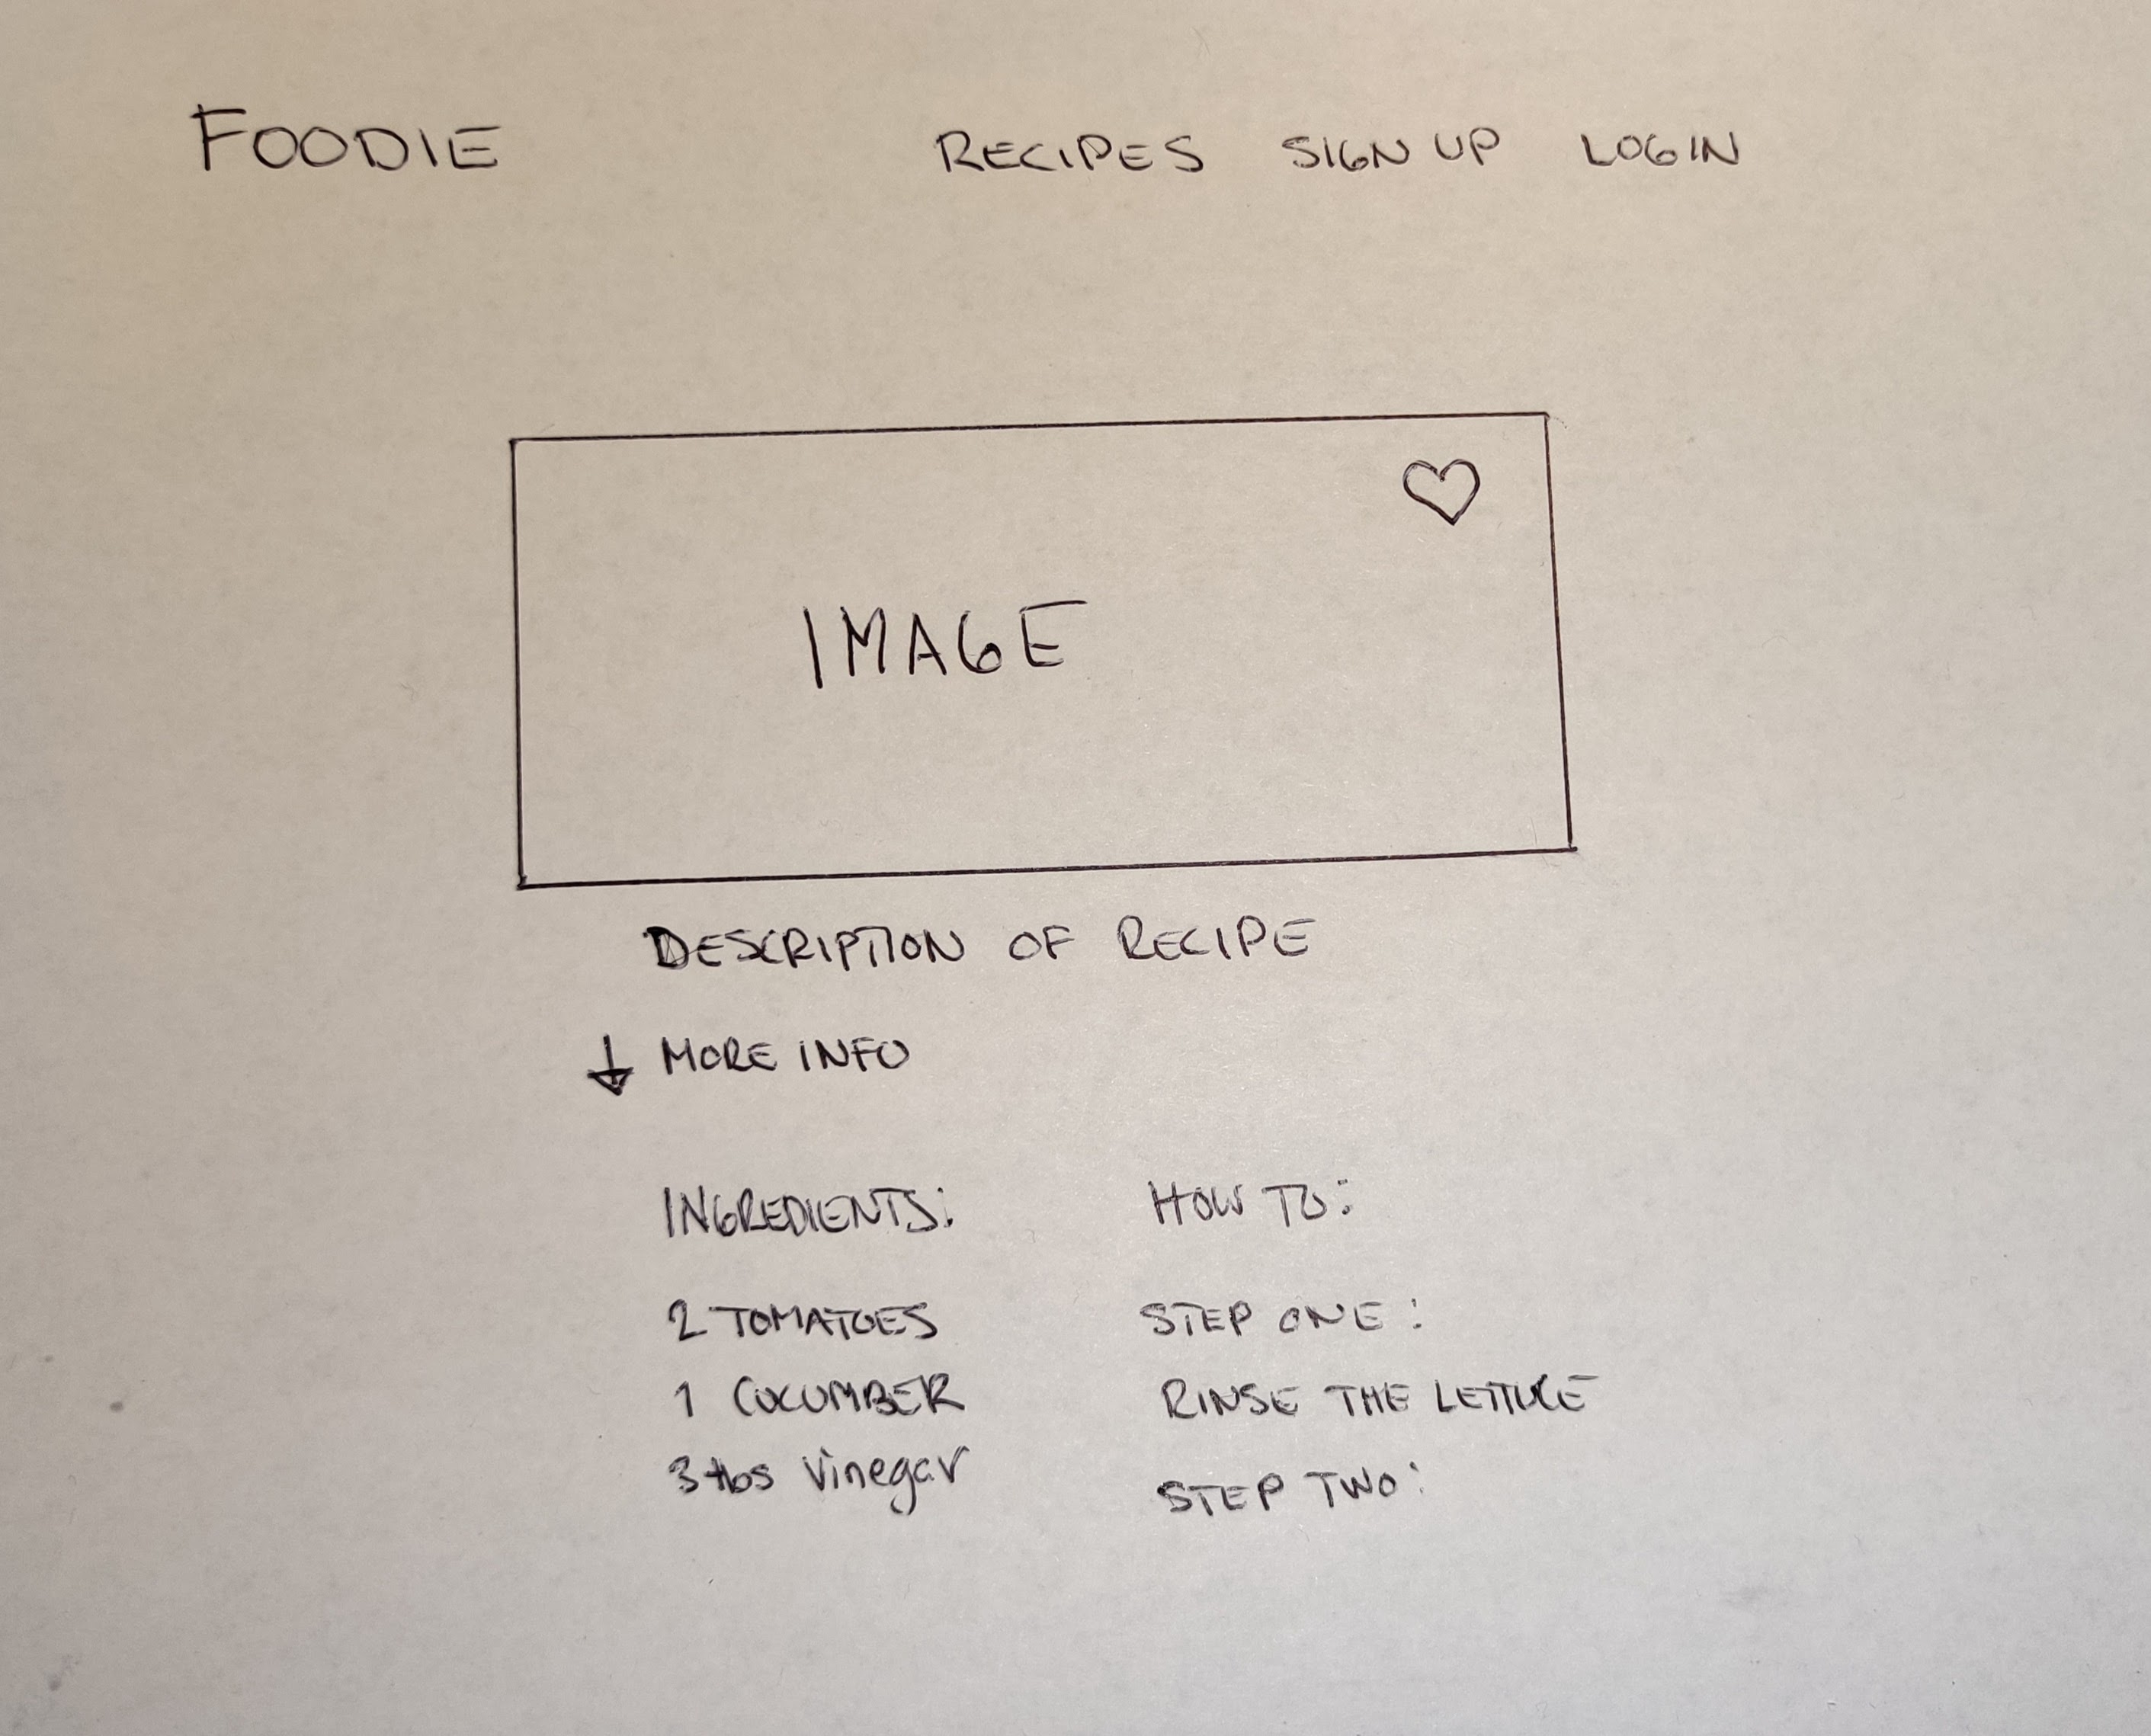 FOODIE RECIPES SIGN UP LOGIN
IMAGE
DESCRIPTION OF RECIPE
MORE INFO
INGREDIENTS:
2 TOMATOES
1 CUCUMBER
3 tbs vinegar
HOW TO:
STEP ONE:
RINSE THE LETTUCE
STEP TWO: